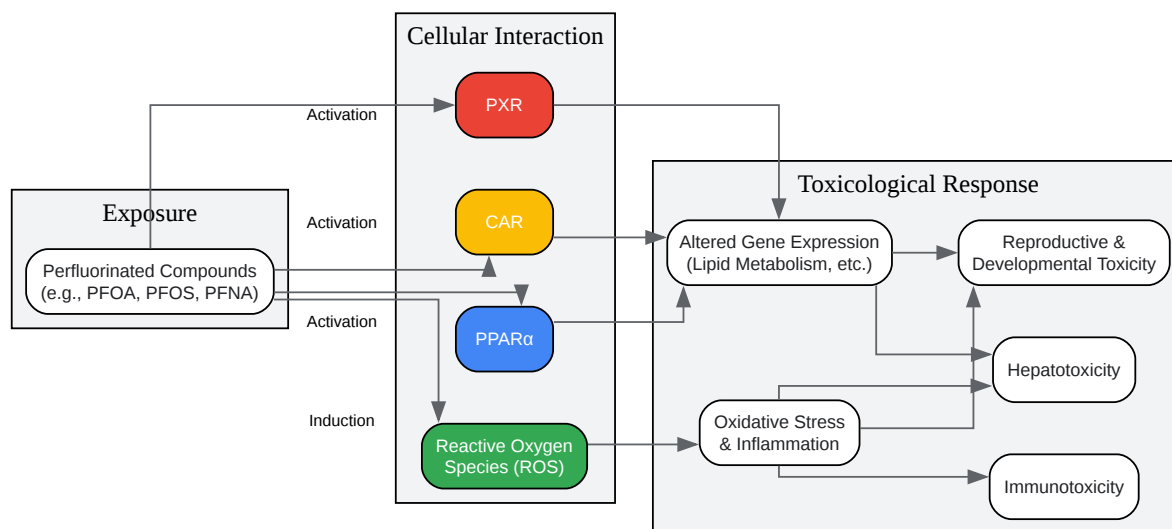 Cellular Interaction
PXR
Activation
Toxicological Response
Exposure
Activation
CAR
Altered Gene Expression
(Lipid Metabolism, etc.)
Reproductive &
Developmental Toxicity
Perfluorinated Compounds
(e.g., PFOA, PFOS, PFNA)
Activation
PPARα
Hepatotoxicity
Induction
Reactive Oxygen
Species (ROS)
Oxidative Stress
& Inflammation
Immunotoxicity